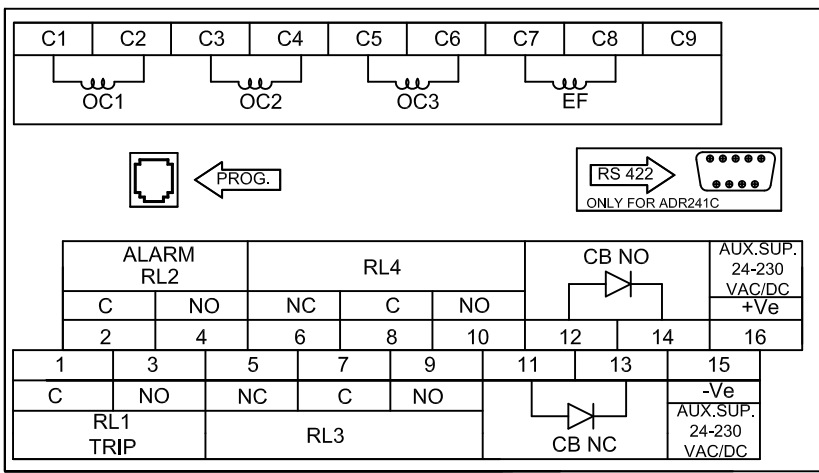 C1 C2 C3 C4 C5 C6 C7 C8 C9
OC1 OC2 OC3 EF
PROG.
RS 422
ONLY FOR ADR241C
ALARM
RL2
RL4
CB NO
AUX.SUP.
24-230
VAC/DC
C NO NC C NO +Ve
2 4 6 8 10 12 14 16
1 3 5 7 9 11 13 15
C NO NC C NO -Ve
RL1
TRIP
RL3
CB NC
AUX.SUP.
24-230
VAC/DC